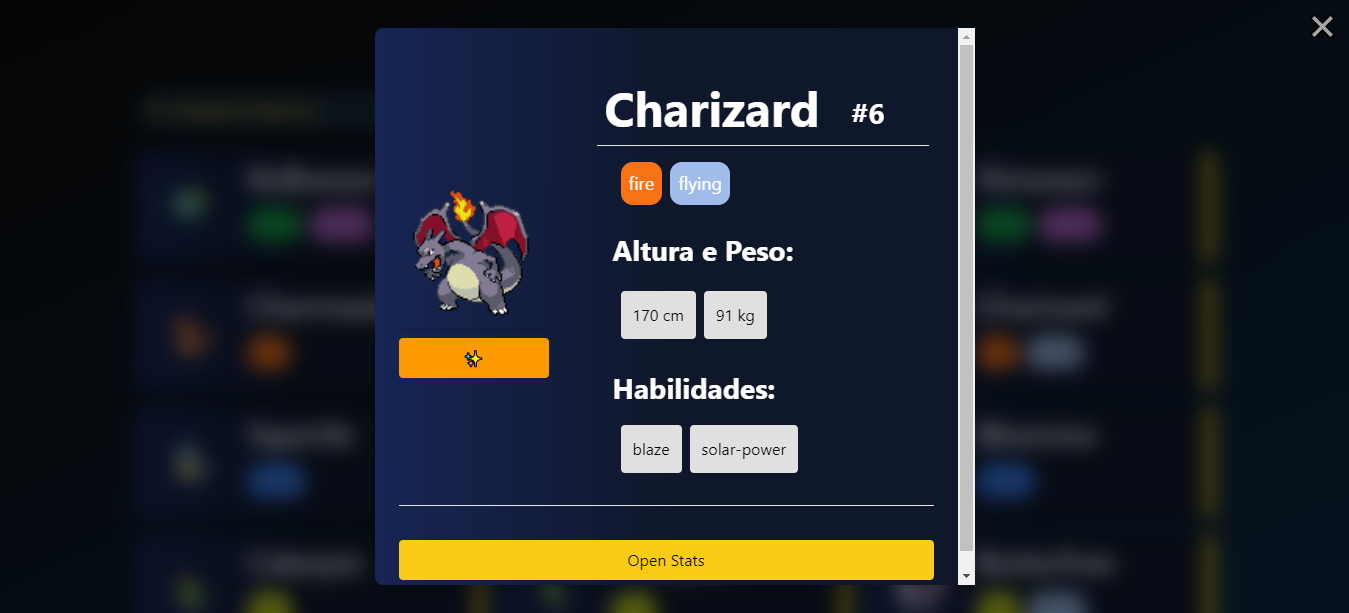 Charizard #6
fire flying
Altura e Peso:
170 cm 91 kg
Habilidades:
blaze solar-power
Open Stats